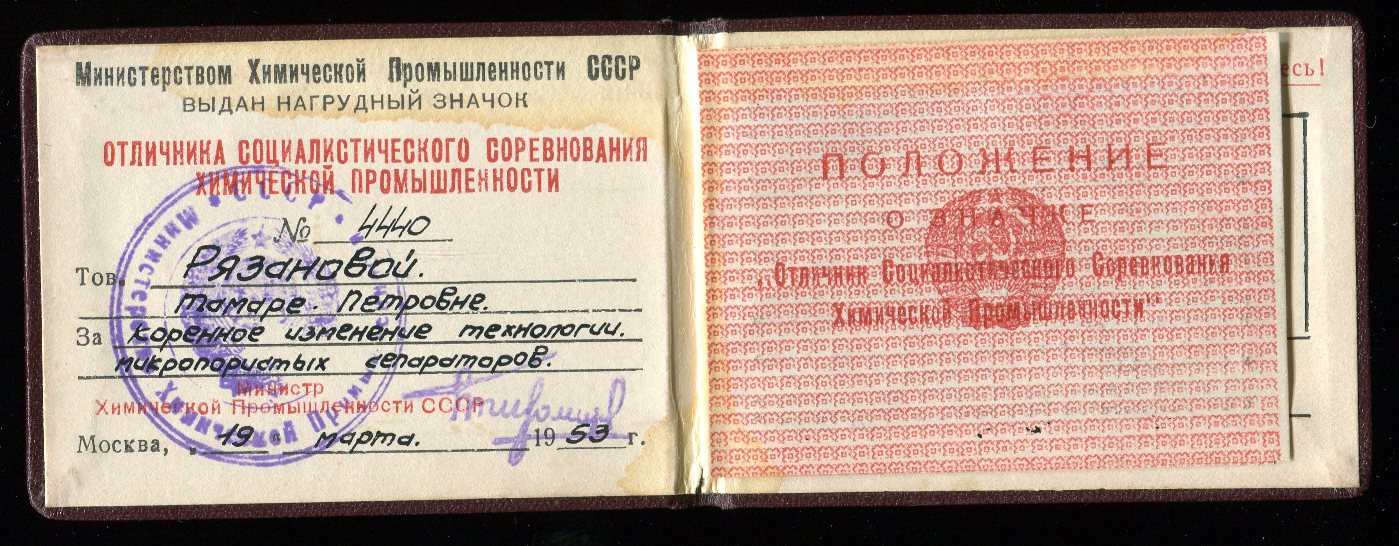 Министерством Химической Промышленности СССР
ВЫДАН НАГРУДНЫЙ ЗНАЧОК
ОТЛИЧНИКА СОЦИАЛИСТИЧЕСКОГО СОРЕВНОВАНИЯ
ХИМИЧЕСКОЙ ПРОМЫШЛЕННОСТИ
№ 4440
Тов. Рязановой.
Тамаре Петровне.
За коренное изменение технологии.
микропористых сепараторов.
Министр
Химической Промышленности СССР
Москва, „19" марта. 1953 г.
есь!
ПОЛОЖЕНИЕ
О ЗНАЧКЕ
„Отличник Социалистического Соревнования
Химической Промышленности"